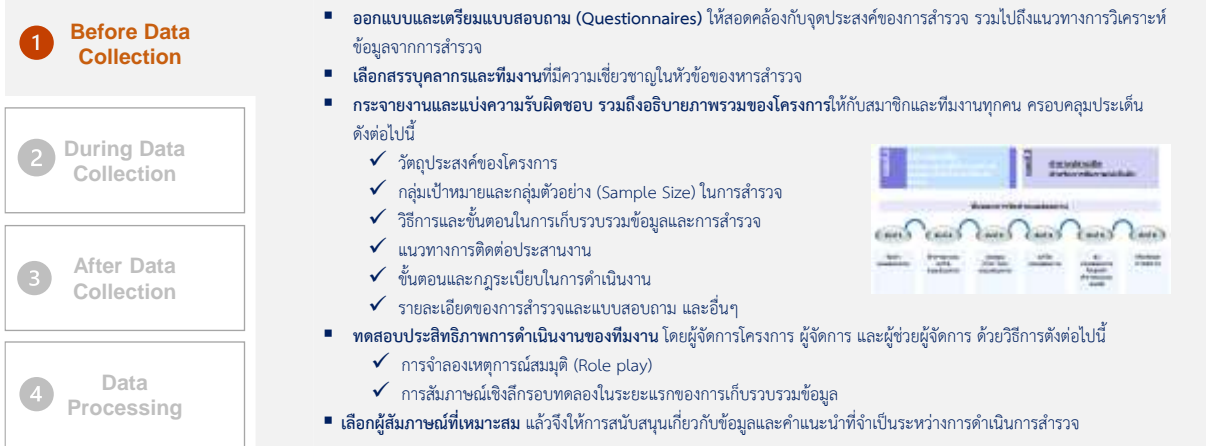 1
Before Data
Collection
2
During Data
Collection
3
After Data
Collection
4
Data
Processing
▪ ออกแบบและเตรียมแบบสอบถาม (Questionnaires) ให้สอดคล้องกับจุดประสงค์ของการสำรวจ รวมไปถึงแนวทางการวิเคราะห์
ข้อมูลจากการสำรวจ
▪ เลือกสรรบุคลากรและทีมงานที่มีความเชี่ยวชาญในหัวข้อของหารสำรวจ
▪ กระจายงานและแบ่งความรับผิดชอบ รวมถึงอธิบายภาพรวมของโครงการให้กับสมาชิกและทีมงานทุกคน ครอบคลุมประเด็น
ดังต่อไปนี้
✓ วัตถุประสงค์ของโครงการ
✓ กลุ่มเป้าหมายและกลุ่มตัวอย่าง (Sample Size) ในการสำรวจ
✓ วิธีการและขั้นตอนในการเก็บรวบรวมข้อมูลและการสำรวจ
✓ แนวทางการติดต่อประสานงาน
✓ ขั้นตอนและกฎระเบียบในการดำเนินงาน
✓ รายละเอียดของการสำรวจและแบบสอบถาม และอื่นๆ
▪ ทดสอบประสิทธิภาพการดำเนินงานของทีมงาน โดยผู้จัดการโครงการ ผู้จัดการ และผู้ช่วยผู้จัดการ ด้วยวิธีการดังต่อไปนี้
✓ การจำลองเหตุการณ์สมมุติ (Role play)
✓ การสัมภาษณ์เชิงลึกรอบทดลองในระยะแรกของการเก็บรวบรวมข้อมูล
▪ เลือกผู้สัมภาษณ์ที่เหมาะสม แล้วจึงให้การสนับสนุนเกี่ยวกับข้อมูลและคำแนะนำที่จำเป็นระหว่างการดำเนินการสำรวจ